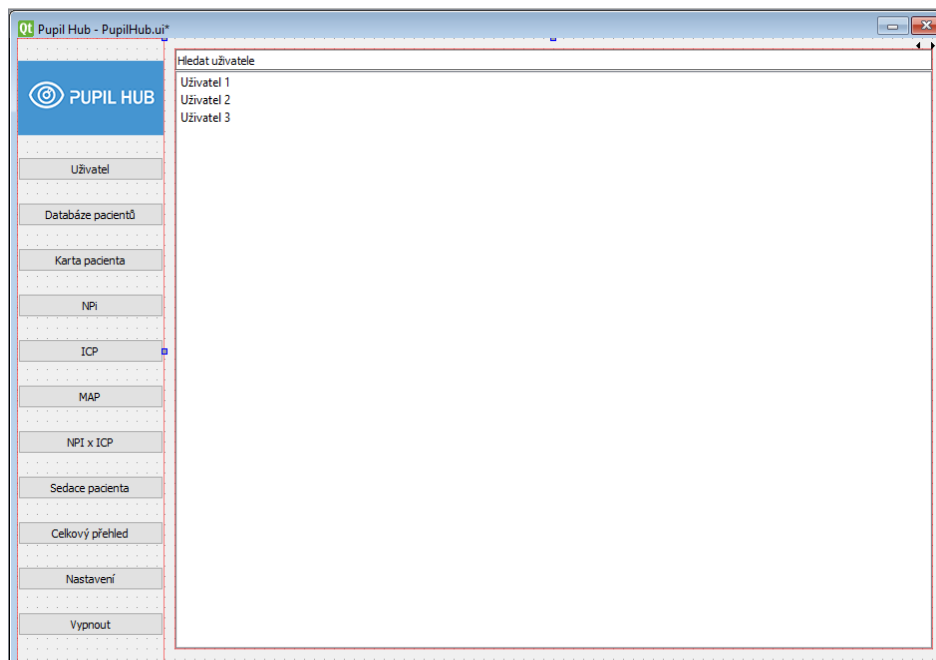 Pupil Hub - PupilHub.ui*
PUPIL HUB
Uživatel
Databáze pacientů
Karta pacienta
NPi
ICP
MAP
NPI x ICP
Sedace pacienta
Celkový přehled
Nastavení
Vypnout
Hledat uživatele
Uživatel 1
Uživatel 2
Uživatel 3